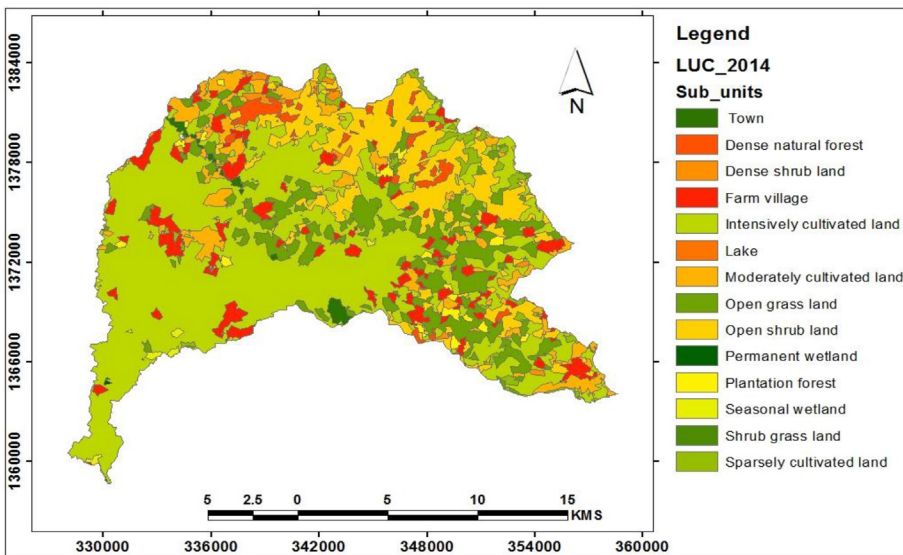 Legend
LUC_2014
Sub_units
Town
Dense natural forest
Dense shrub land
Farm village
Intensively cultivated land
Lake
Moderately cultivated land
Open grass land
Open shrub land
Permanent wetland
Plantation forest
Seasonal wetland
Shrub grass land
Sparsely cultivated land
N
1384000
1378000
1372000
1366000
1360000
5 2.5 0 5 10 15
KMS
330000 336000 342000 348000 354000 360000